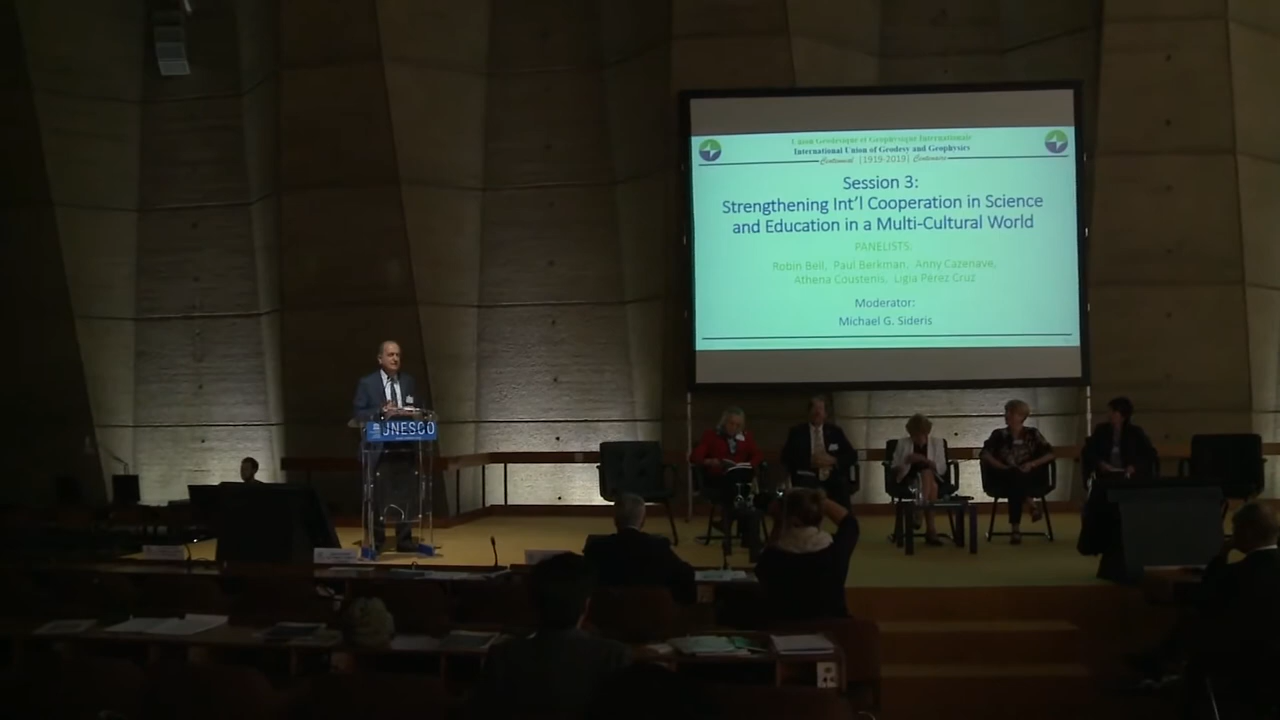 Union Géodésique et Géophysique Internationale
International Union of Geodesy and Geophysics
Centennial [1919-2019] Centenaire
Session 3:
Strengthening Int'l Cooperation in Science
and Education in a Multi-Cultural World
PANELISTS:
Robin Bell, Paul Berkman, Anny Cazenave,
Athena Coustenis, Ligia Pérez Cruz
Moderator:
Michael G. Sideris
UNESCO